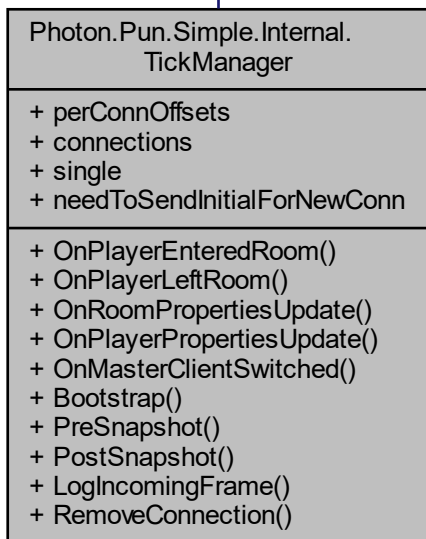 Photon.Pun.Simple.Internal.
TickManager
+ perConnOffsets
+ connections
+ single
+ needToSendInitialForNewConn
+ OnPlayerEnteredRoom()
+ OnPlayerLeftRoom()
+ OnRoomPropertiesUpdate()
+ OnPlayerPropertiesUpdate()
+ OnMasterClientSwitched()
+ Bootstrap()
+ PreSnapshot()
+ PostSnapshot()
+ LogIncomingFrame()
+ RemoveConnection()